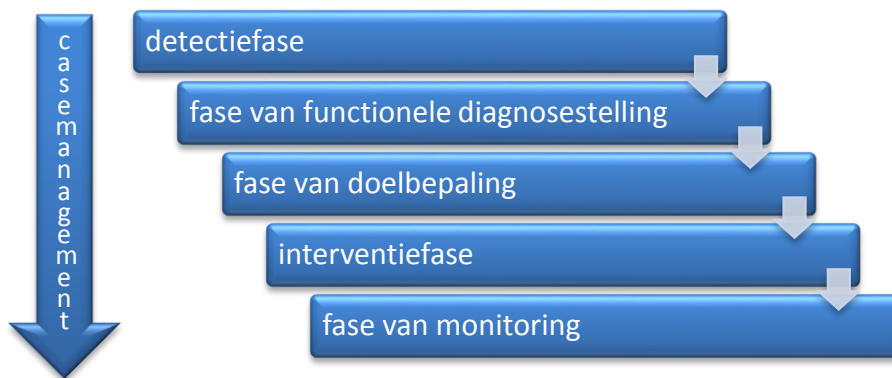 casemanagement
detectiefase
fase van functionele diagnosestelling
fase van doelbepaling
interventiefase
fase van monitoring